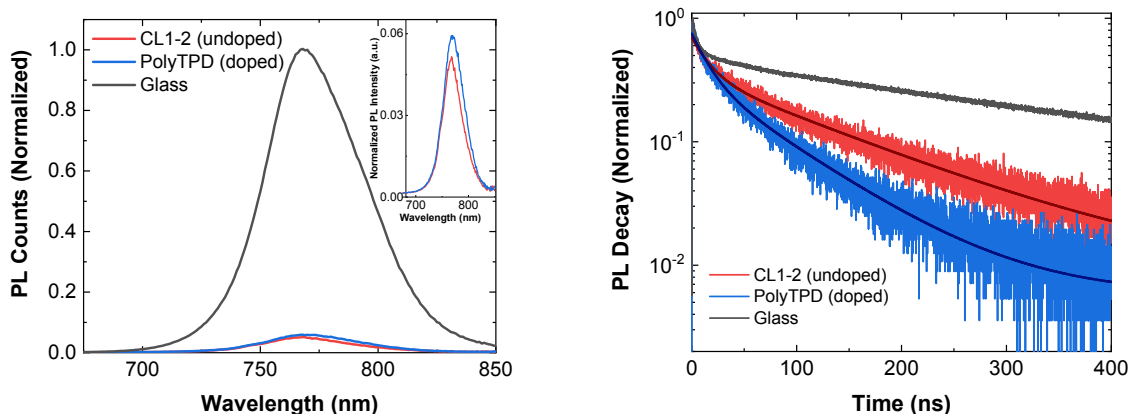 PL Counts (Normalized)
1.0
0.8
0.6
0.4
0.2
0.0
700
750
800
850
Wavelength (nm)
CL1-2 (undoped)
PolyTPD (doped)
Glass
Normalized PL Intensity (a.u.)
0.06
0.03
0.00
700
800
Wavelength (nm)
PL Decay (Normalized)
10⁰
10⁻¹
10⁻²
0
100
200
300
400
Time (ns)
CL1-2 (undoped)
PolyTPD (doped)
Glass